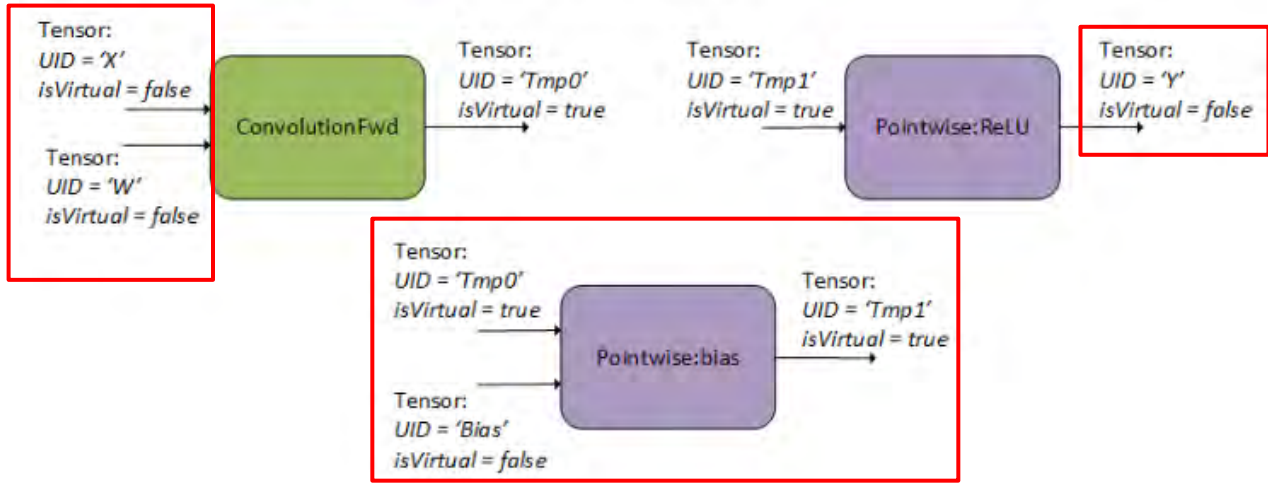 Tensor:
UID = 'X'
isVirtual = false
Tensor:
UID = 'W'
isVirtual = false
ConvolutionFwd
Tensor:
UID = 'Tmp0'
isVirtual = true
Tensor:
UID = 'Tmp1'
isVirtual = true
Pointwise:ReLU
Tensor:
UID = 'Y'
isVirtual = false
Tensor:
UID = 'Tmp0'
isVirtual = true
Tensor:
UID = 'Bias'
isVirtual = false
Pointwise:bias
Tensor:
UID = 'Tmp1'
isVirtual = true